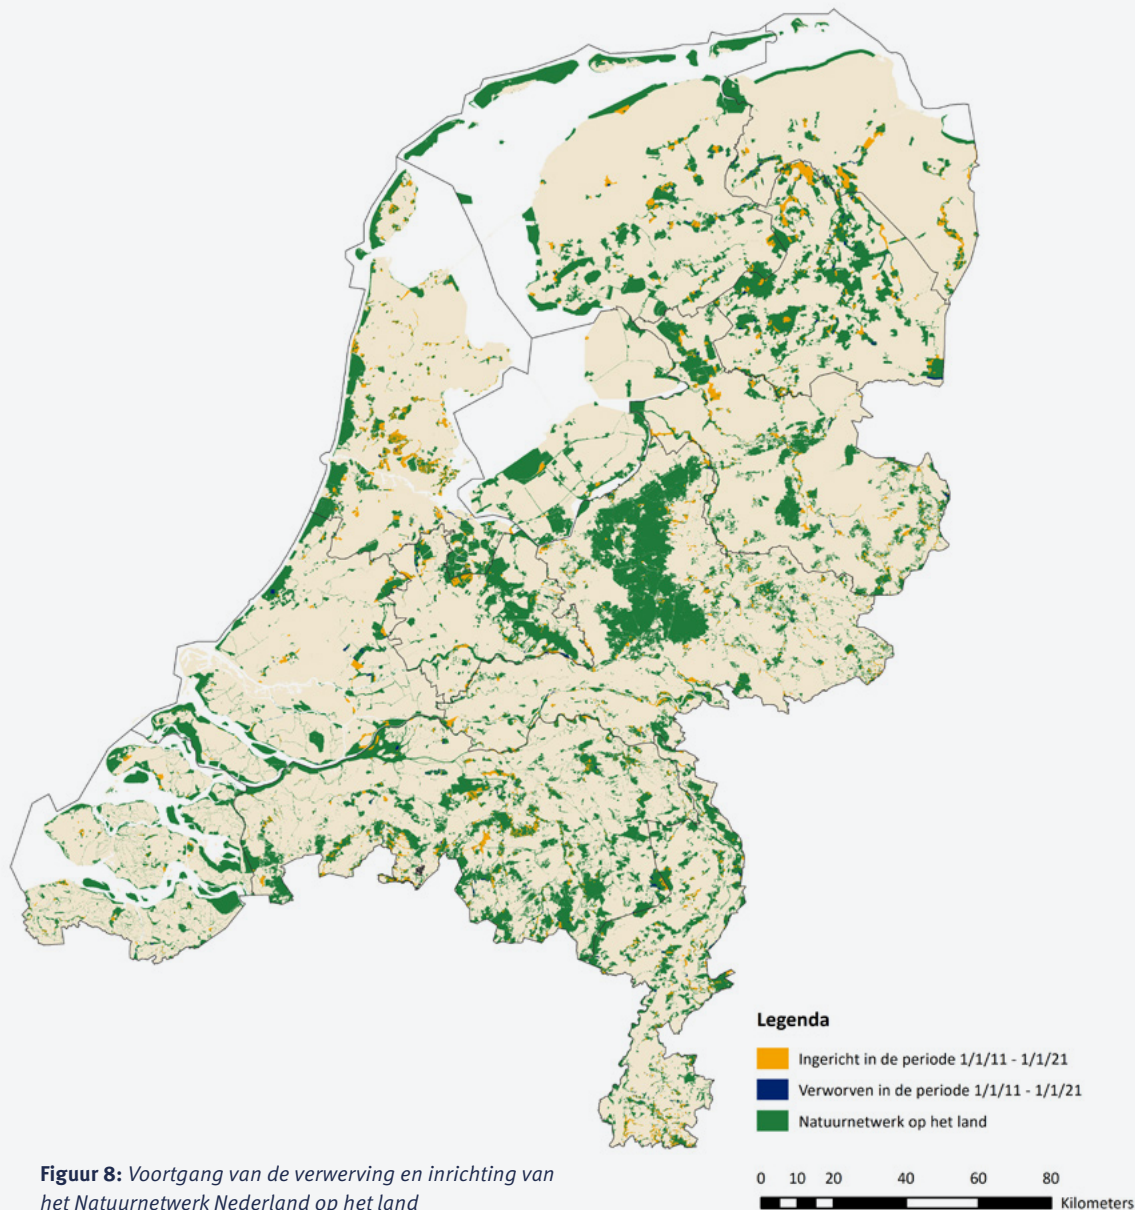 Legenda
Ingericht in de periode 1/1/11 - 1/1/21
Verworven in de periode 1/1/11 - 1/1/21
Natuurnetwerk op het land
Figuur 8: Voortgang van de verwerving en inrichting van
het Natuurnetwerk Nederland op het land
0 10 20 40 60 80
Kilometers